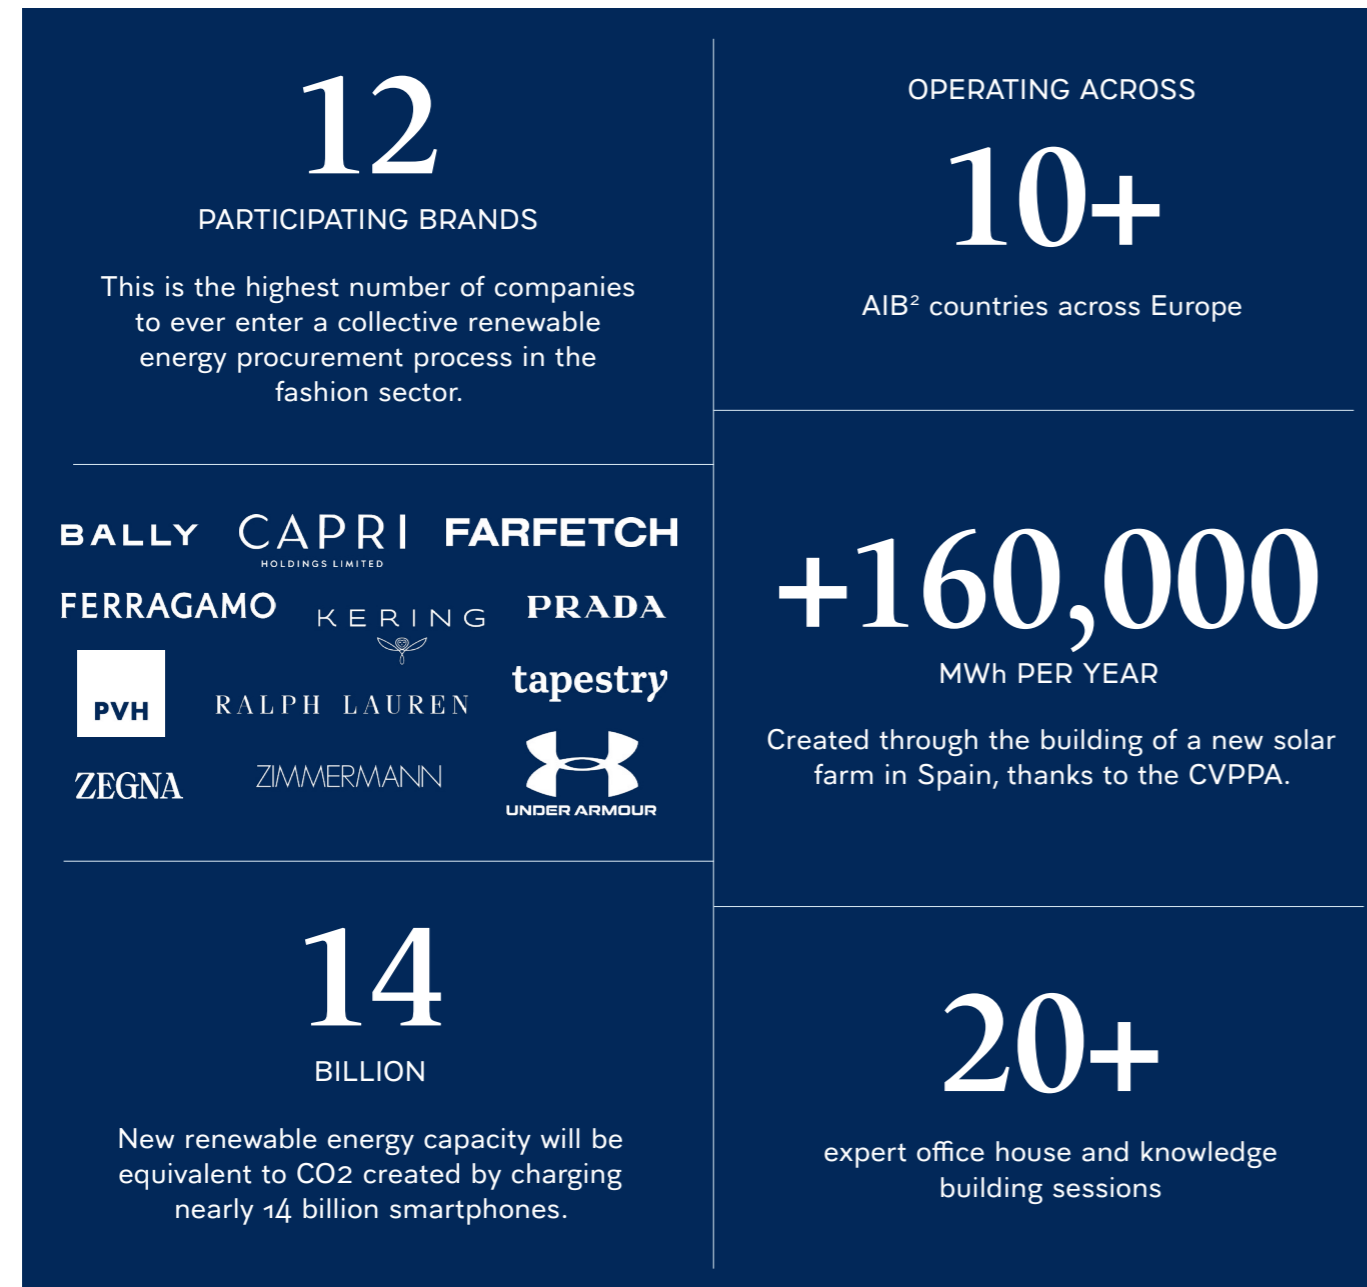 12
PARTICIPATING BRANDS
This is the highest number of companies
to ever enter a collective renewable
energy procurement process in the
fashion sector.
BALLY CAPRI FARFETCH
HOLDINGS LIMITED
FERRAGAMO KERING PRADA
PVH RALPH LAUREN tapestry
ZEGNA ZIMMERMANN UNDER ARMOUR
14
BILLION
New renewable energy capacity will be
equivalent to CO2 created by charging
nearly 14 billion smartphones.
OPERATING ACROSS
10+
AIB² countries across Europe
+160,000
MWh PER YEAR
Created through the building of a new solar
farm in Spain, thanks to the CVPPA.
20+
expert office house and knowledge
building sessions